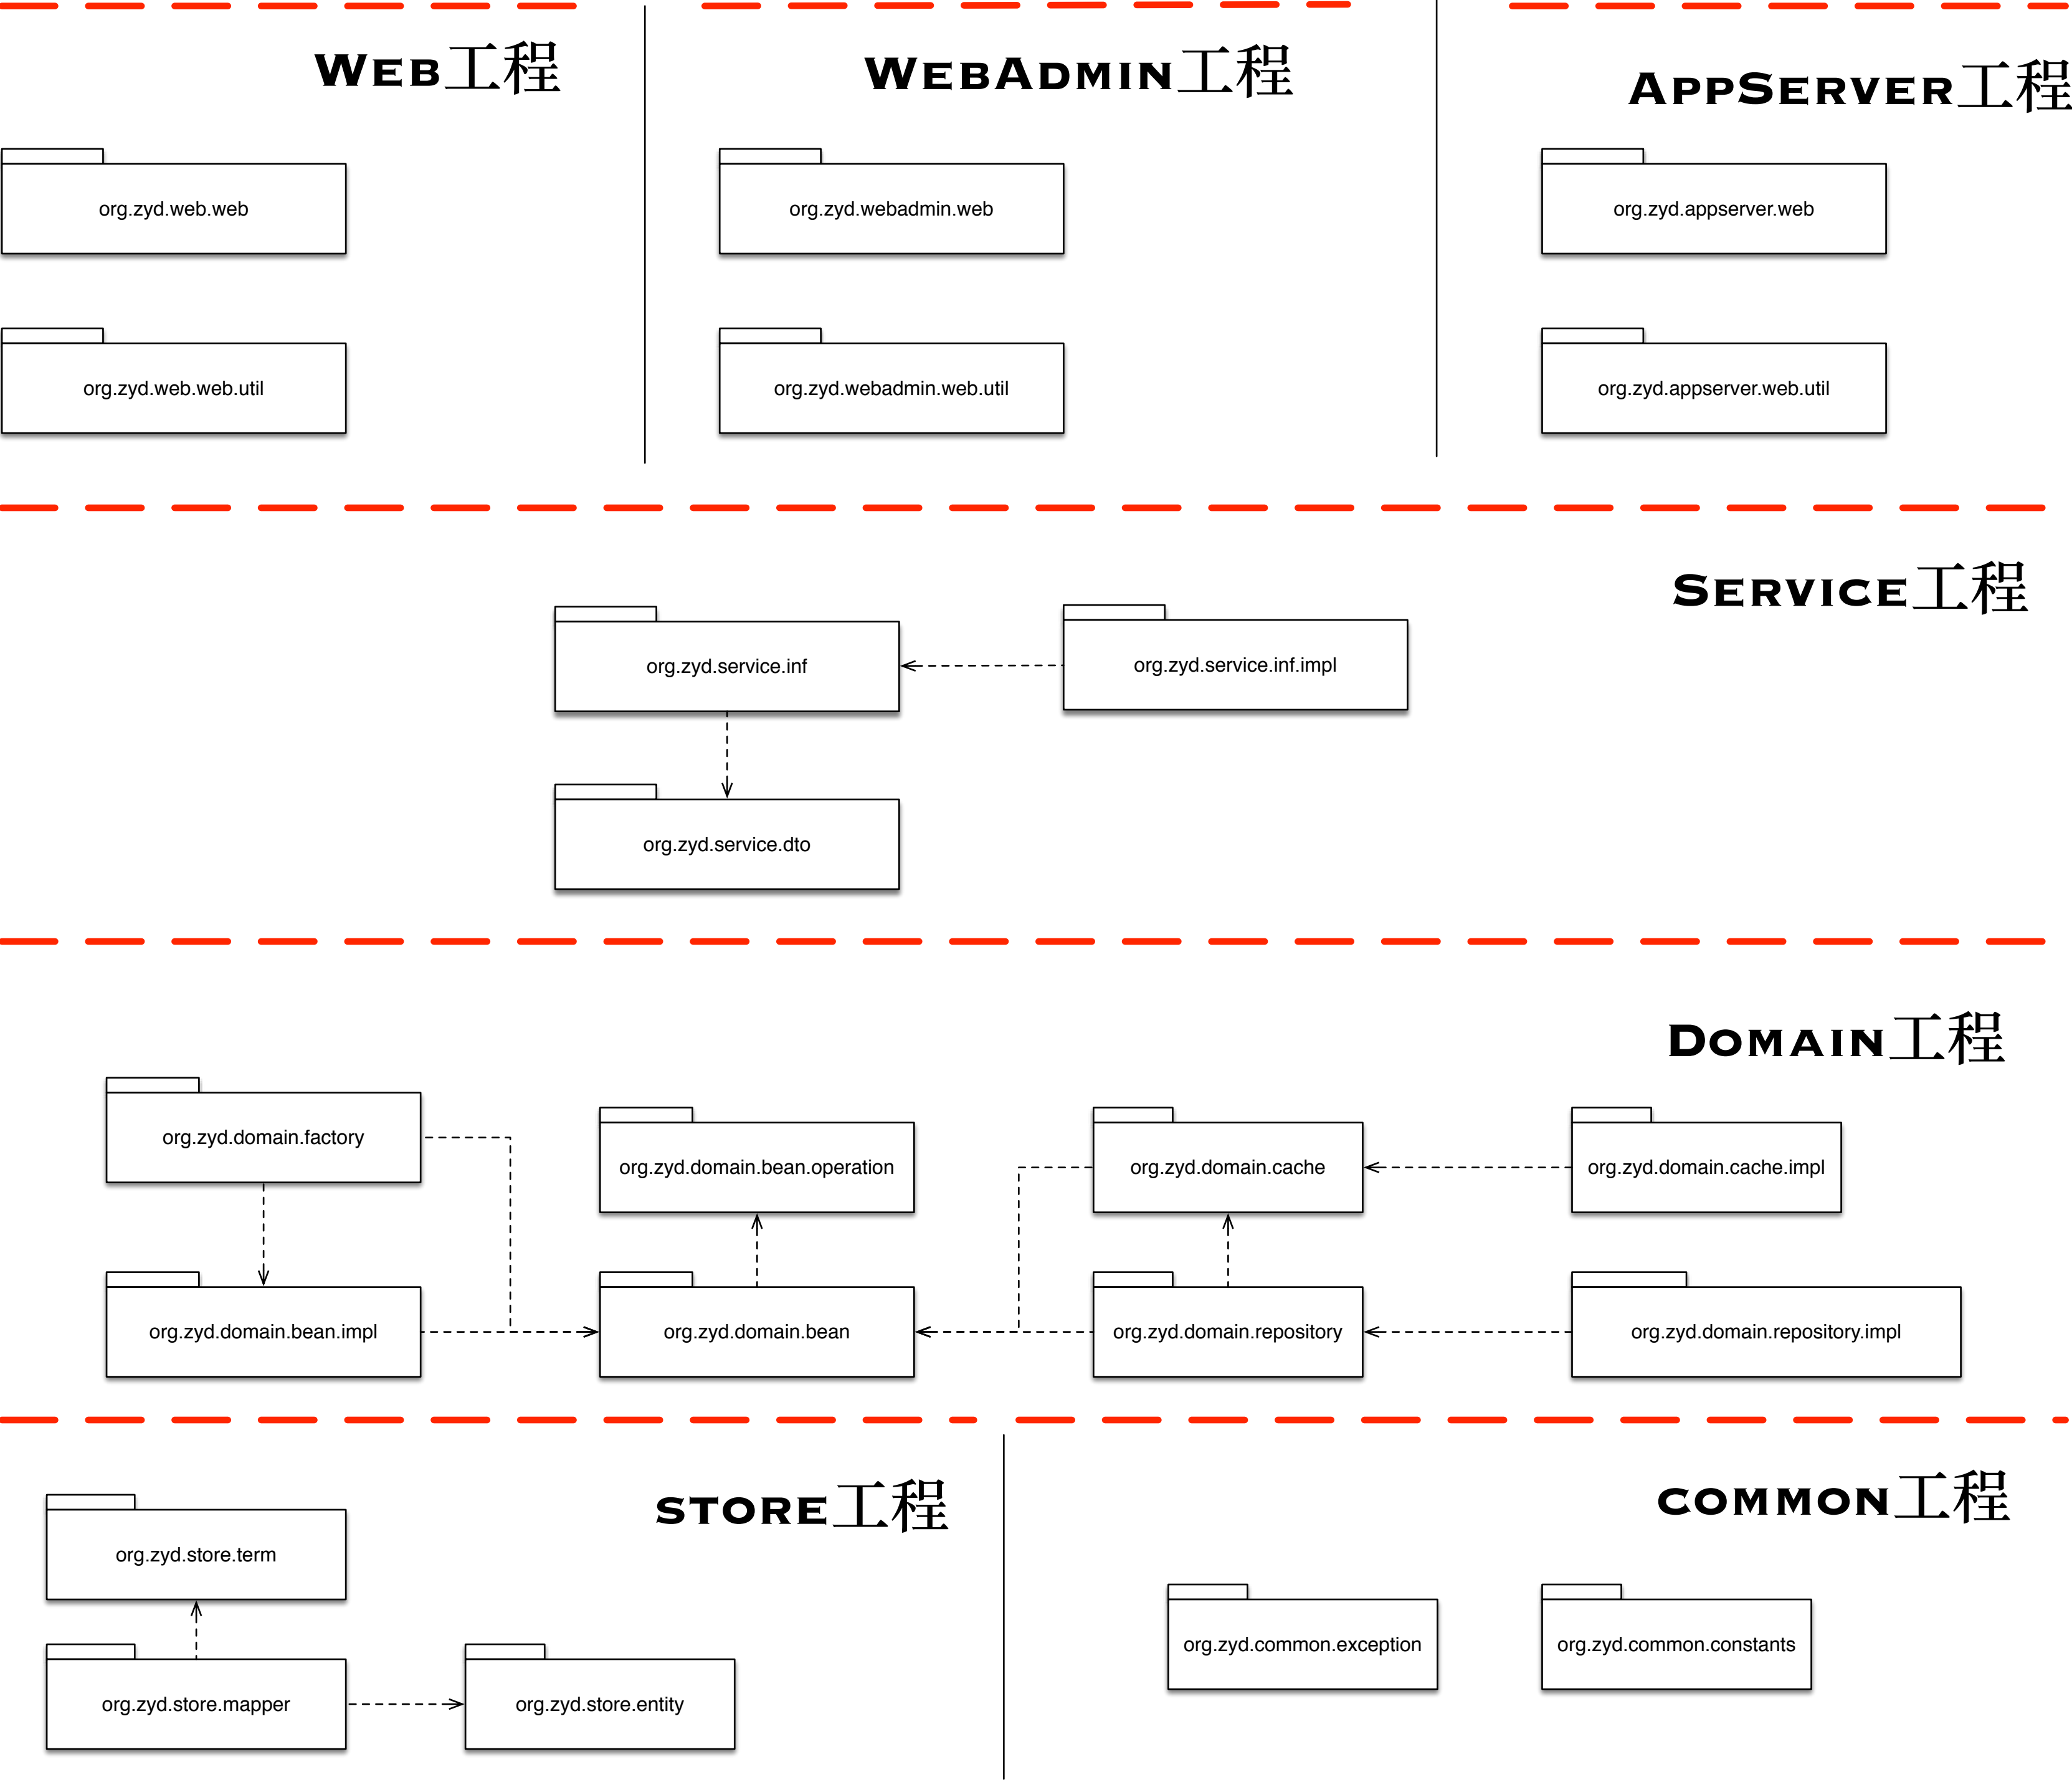 Web工程
WebAdmin工程
AppServer工程
org.zyd.web.web
org.zyd.webadmin.web
org.zyd.appserver.web
org.zyd.web.web.util
org.zyd.webadmin.web.util
org.zyd.appserver.web.util
Service工程
org.zyd.service.inf
org.zyd.service.inf.impl
org.zyd.service.dto
Domain工程
org.zyd.domain.factory
org.zyd.domain.bean.operation
org.zyd.domain.cache
org.zyd.domain.cache.impl
org.zyd.domain.bean.impl
org.zyd.domain.bean
org.zyd.domain.repository
org.zyd.domain.repository.impl
store工程
common工程
org.zyd.store.term
org.zyd.common.exception
org.zyd.common.constants
org.zyd.store.mapper
org.zyd.store.entity